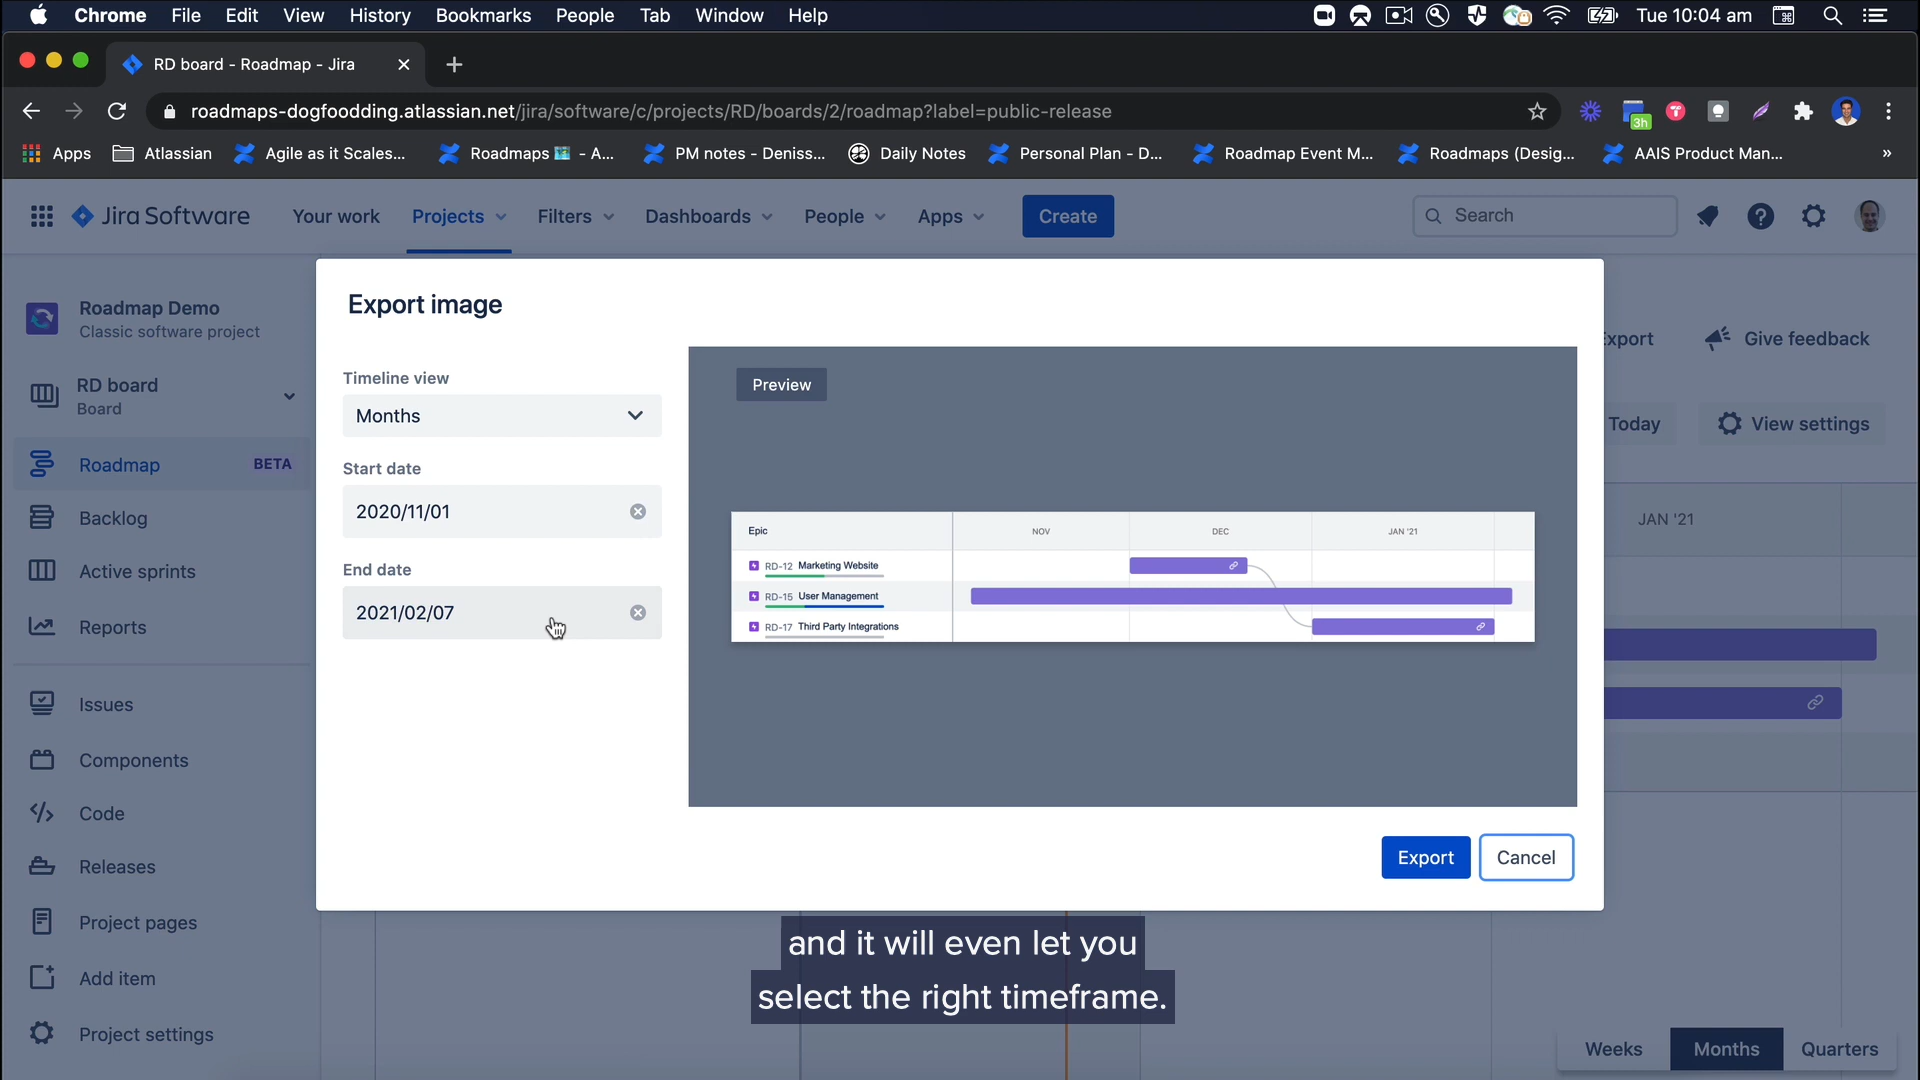 Chrome File Edit View History Bookmarks People Tab Window Help Tue 10:04 am
RD board - Roadmap - Jira
roadmaps-dogfoodding.atlassian.net/jira/software/c/projects/RD/boards/2/roadmap?label=public-release
3h
Apps Atlassian Agile as it Scales... Roadmaps - A... PM notes - Deniss... Daily Notes Personal Plan - D... Roadmap Event M... Roadmaps (Desig... AAIS Product Man... »
Jira Software Your work Projects Filters Dashboards People Apps Create Search
Roadmap Demo
Classic software project
RD board
Board
Roadmap BETA
Backlog
Active sprints
Reports
Issues
Components
Code
Releases
Project pages
Add item
Project settings
Export image
Timeline view
Months
Start date
2020/11/01
End date
2021/02/07
Preview
Epic NOV DEC JAN '21
RD-12 Marketing Website
RD-15 User Management
RD-17 Third Party Integrations
Export Cancel
xport Give feedback
Today View settings
JAN '21
and it will even let you
select the right timeframe.
Weeks Months Quarters